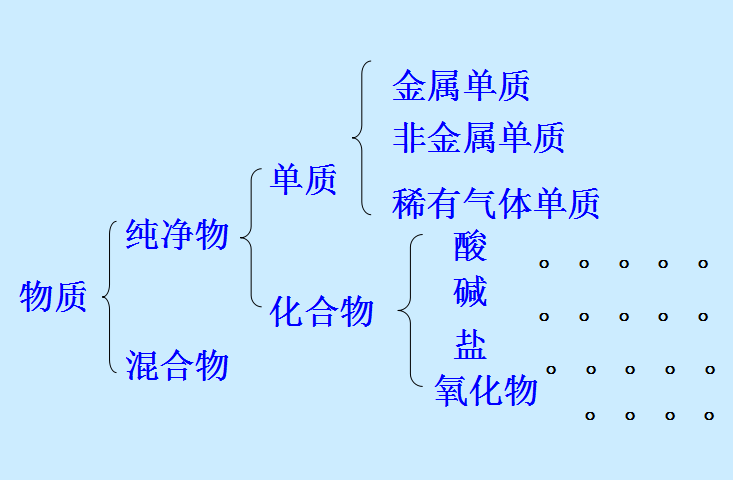 金属单质
非金属单质
单质
稀有气体单质
纯净物
酸 。。。。。
碱 。。。。。
物质
化合物
盐 。。。。。
混合物
氧化物 。。。。